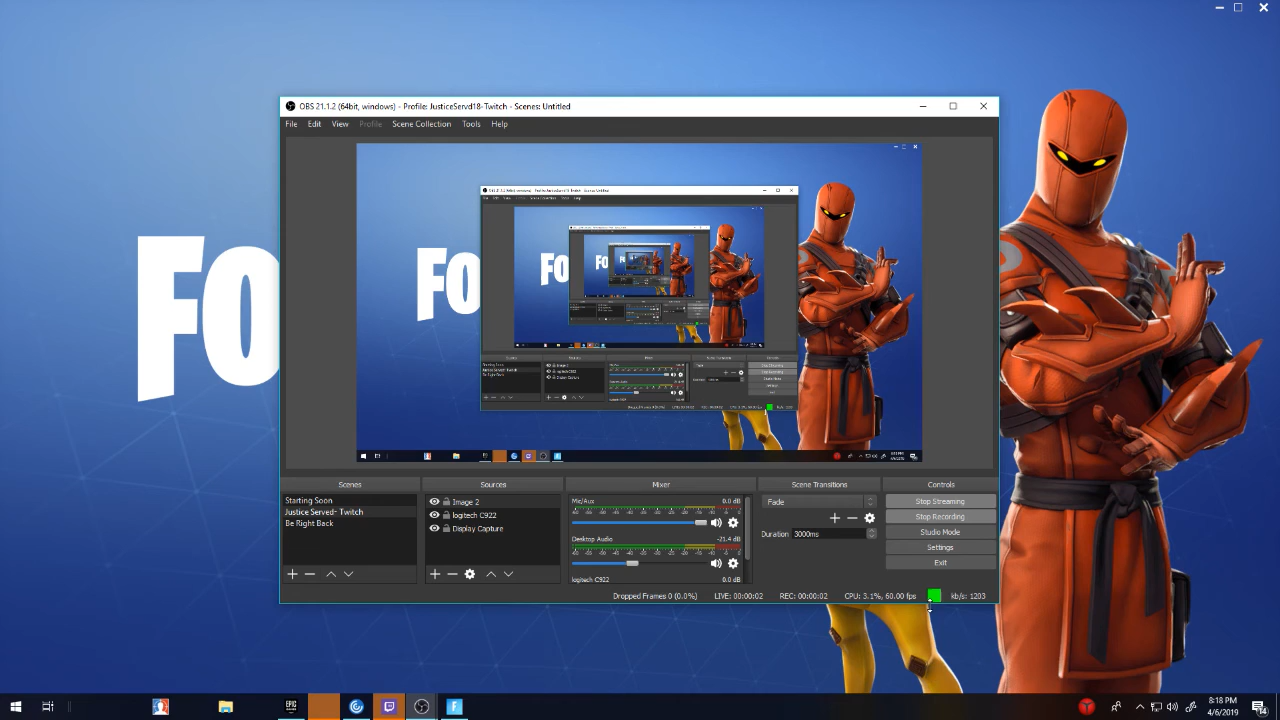 OBS 21.1.2 (64bit, windows) - Profile: JusticeServd18-Twitch - Scenes: Untitled
File Edit View Profile Scene Collection Tools Help
FO
FO
FO
Scenes Sources Mixer Scene Transitions Controls
Starting Soon
Justice Served- Twitch
Be Right Back
Image 2
logitech C922
Display Capture
Mic/Aux 0.0 dB
Desktop Audio -21.4 dB
logitech C922 0.0 dB
Fade
Duration 3000ms
Stop Streaming
Stop Recording
Studio Mode
Settings
Exit
Dropped Frames 0 (0.0%) LIVE: 00:00:02 REC: 00:00:02 CPU: 3.1%, 60.00 fps kb/s: 1203
EPIC
8:18 PM
4/6/2019